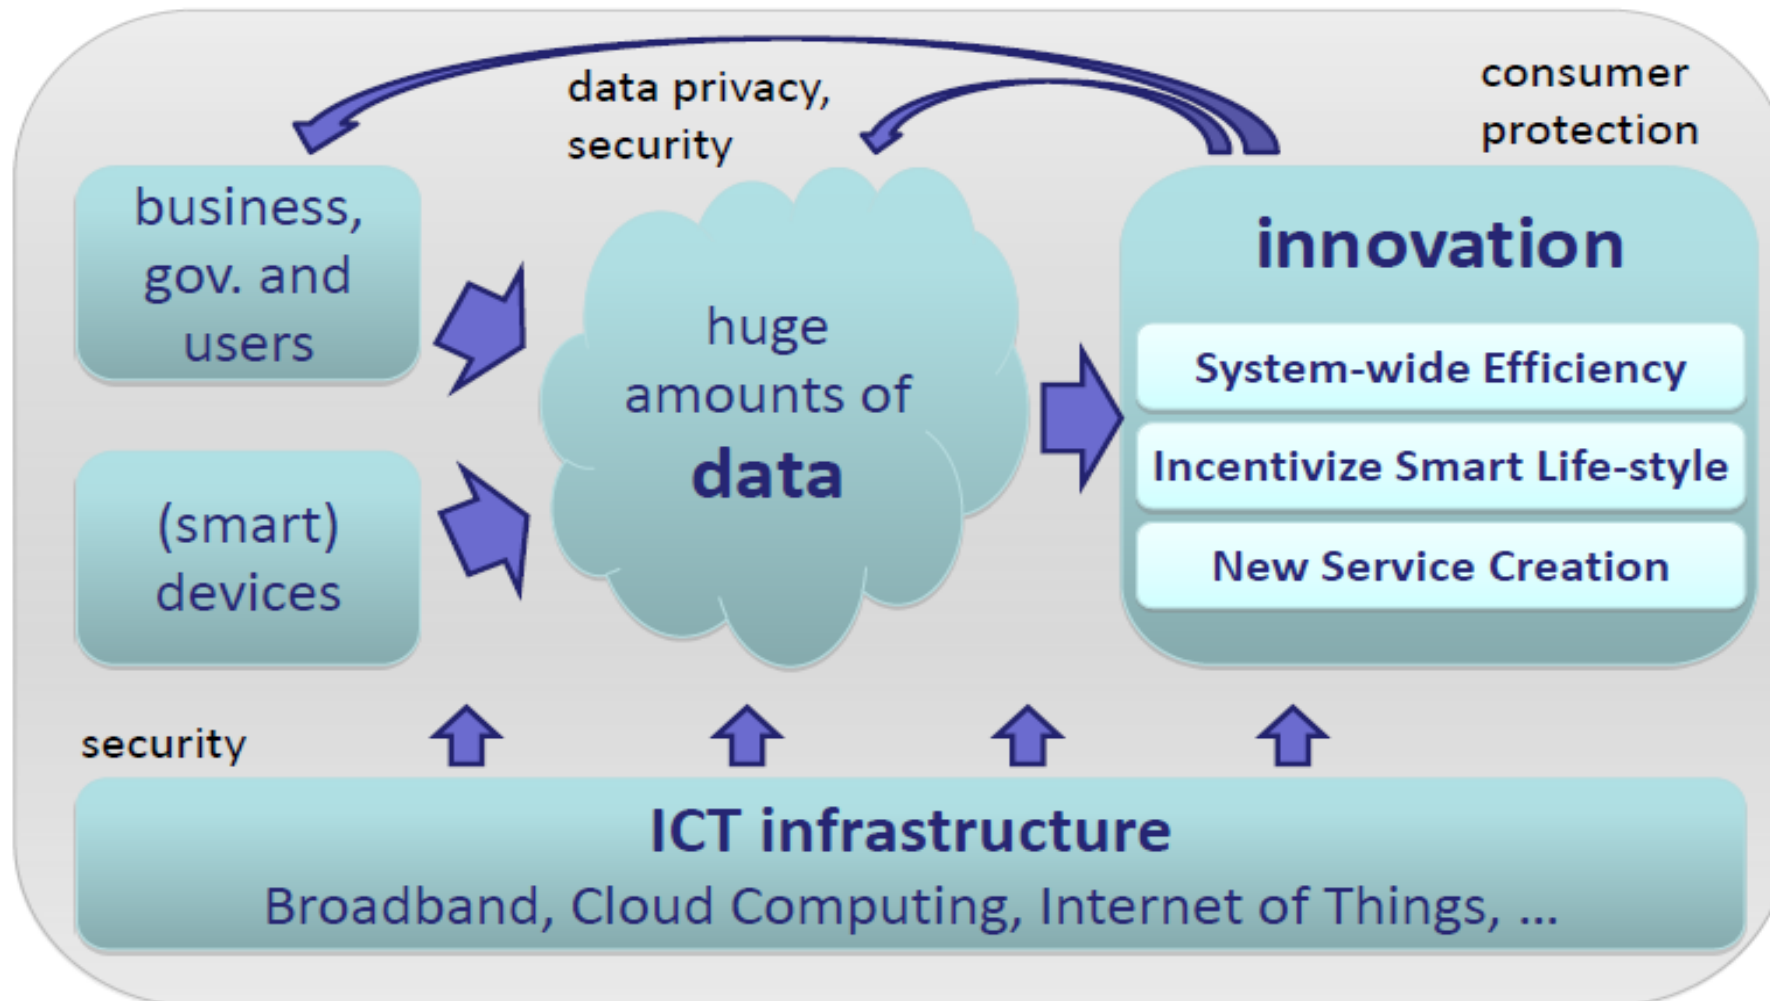 data privacy,
security
consumer
protection
business,
gov. and
users
(smart)
devices
huge
amounts of
data
innovation
System-wide Efficiency
Incentivize Smart Life-style
New Service Creation
security
ICT infrastructure
Broadband, Cloud Computing, Internet of Things, ...